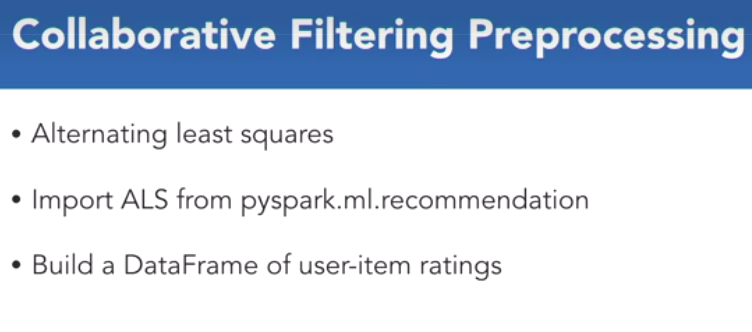 Collaborative Filtering Preprocessing
• Alternating least squares
• Import ALS from pyspark.ml.recommendation
• Build a DataFrame of user-item ratings